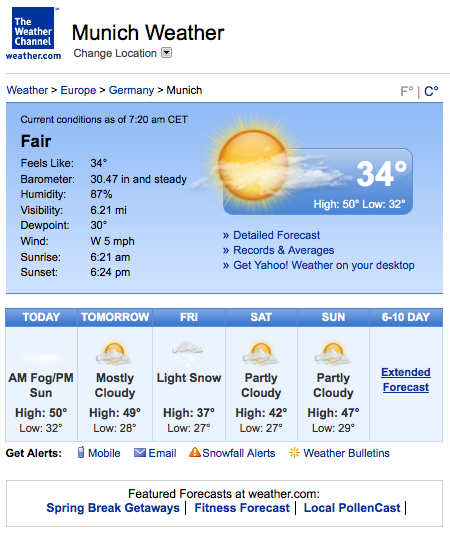 The
Weather
Channel
weather.com
Munich Weather
Change Location
Weather > Europe > Germany > Munich
F° | C°
Current conditions as of 7:20 am CET
Fair
Feels Like: 34°
Barometer: 30.47 in and steady
Humidity: 87%
Visibility: 6.21 mi
Dewpoint: 30°
Wind: W 5 mph
Sunrise: 6:21 am
Sunset: 6:24 pm
34°
High: 50° Low: 32°
» Detailed Forecast
» Records & Averages
» Get Yahoo! Weather on your desktop
TODAY TOMORROW FRI SAT SUN 6-10 DAY
AM Fog/PM Sun Mostly Cloudy Light Snow Partly Cloudy Partly Cloudy Extended Forecast
High: 50° High: 49° High: 37° High: 42° High: 47°
Low: 32° Low: 28° Low: 27° Low: 27° Low: 29°
Get Alerts: Mobile Email Snowfall Alerts Weather Bulletins
Featured Forecasts at weather.com:
Spring Break Getaways | Fitness Forecast | Local PollenCast |